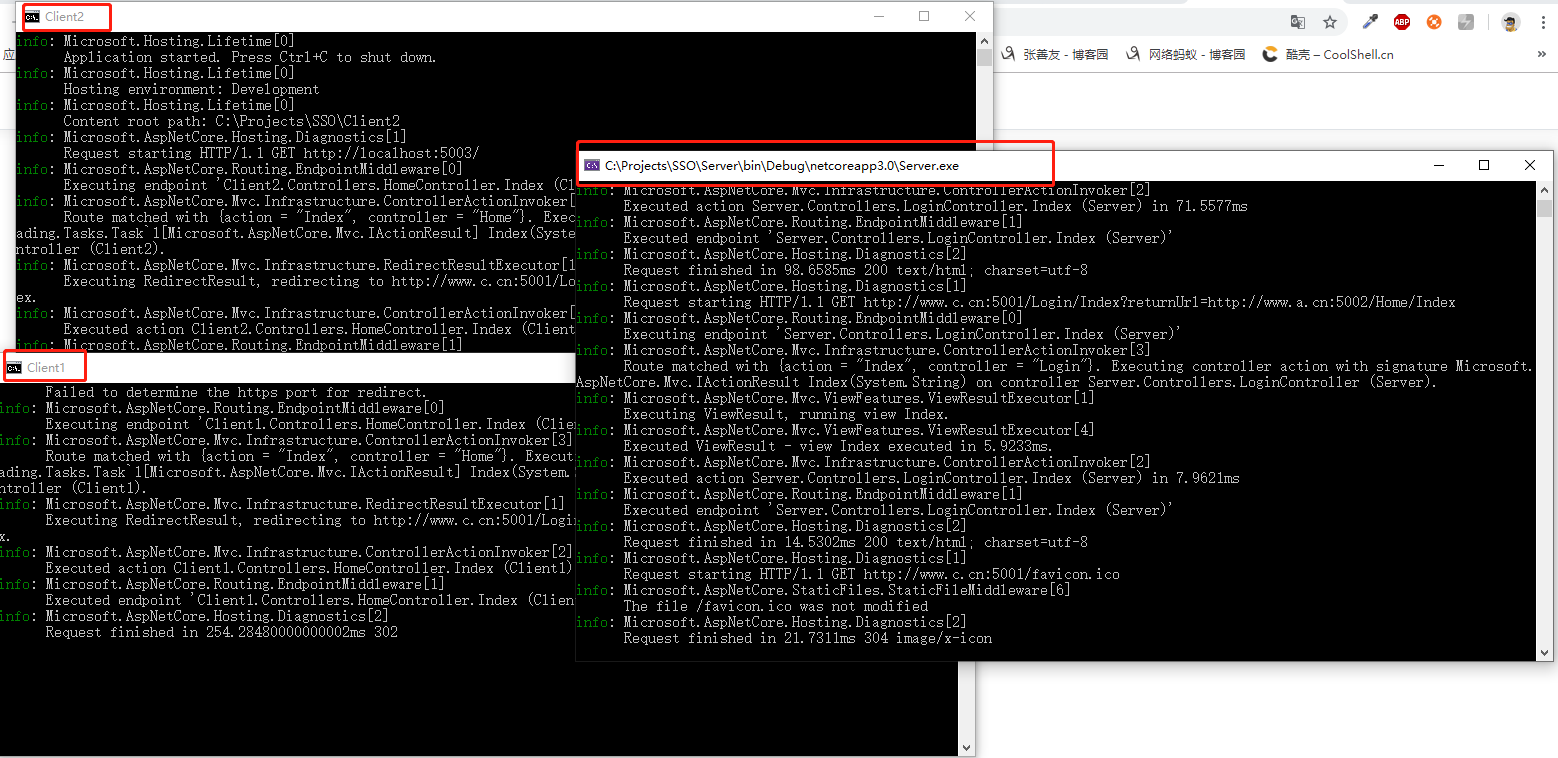 Client2
info: Microsoft.Hosting.Lifetime[0]
Application started. Press Ctrl+C to shut down.
info: Microsoft.Hosting.Lifetime[0]
Hosting environment: Development
info: Microsoft.Hosting.Lifetime[0]
Content root path: C:\Projects\SSO\Client2
info: Microsoft.AspNetCore.Hosting.Diagnostics[1]
Request starting HTTP/1.1 GET http://localhost:5003/
info: Microsoft.AspNetCore.Routing.EndpointMiddleware[0]
Executing endpoint 'Client2.Controllers.HomeController.Index (Cl
info: Microsoft.AspNetCore.Mvc.Infrastructure.ControllerActionInvoker[
Route matched with {action = "Index", controller = "Home"}. Exec
ading.Tasks.Task`1[Microsoft.AspNetCore.Mvc.IActionResult] Index(Syste
ntroller (Client2).
info: Microsoft.AspNetCore.Mvc.Infrastructure.RedirectResultExecutor[1
Executing RedirectResult, redirecting to http://www.c.cn:5001/Lo
ex.
info: Microsoft.AspNetCore.Mvc.Infrastructure.ControllerActionInvoker[
Executed action Client2.Controllers.HomeController.Index (Client
info: Microsoft.AspNetCore.Routing.EndpointMiddleware[1]
应
ABP
张善友 - 博客园
网络蚂蚁 - 博客园
酷壳 – CoolShell.cn
»
Client1
Failed to determine the https port for redirect.
info: Microsoft.AspNetCore.Routing.EndpointMiddleware[0]
Executing endpoint 'Client1.Controllers.HomeController.Index (Clie
info: Microsoft.AspNetCore.Mvc.Infrastructure.ControllerActionInvoker[3]
Route matched with {action = "Index", controller = "Home"}. Execut
ading.Tasks.Task`1[Microsoft.AspNetCore.Mvc.IActionResult] Index(System.
ntroller (Client1).
info: Microsoft.AspNetCore.Mvc.Infrastructure.RedirectResultExecutor[1]
Executing RedirectResult, redirecting to http://www.c.cn:5001/Login
x.
info: Microsoft.AspNetCore.Mvc.Infrastructure.ControllerActionInvoker[2]
Executed action Client1.Controllers.HomeController.Index (Client1)
info: Microsoft.AspNetCore.Routing.EndpointMiddleware[1]
Executed endpoint 'Client1.Controllers.HomeController.Index (Clien
info: Microsoft.AspNetCore.Hosting.Diagnostics[2]
Request finished in 254.28480000000002ms 302
C:\Projects\SSO\Server\bin\Debug\netcoreapp3.0\Server.exe
info: Microsoft.AspNetCore.Mvc.Infrastructure.ControllerActionInvoker[2]
Executed action Server.Controllers.LoginController.Index (Server) in 71.5577ms
info: Microsoft.AspNetCore.Routing.EndpointMiddleware[1]
Executed endpoint 'Server.Controllers.LoginController.Index (Server)'
info: Microsoft.AspNetCore.Hosting.Diagnostics[2]
Request finished in 98.6585ms 200 text/html; charset=utf-8
info: Microsoft.AspNetCore.Hosting.Diagnostics[1]
Request starting HTTP/1.1 GET http://www.c.cn:5001/Login/Index?returnUrl=http://www.a.cn:5002/Home/Index
info: Microsoft.AspNetCore.Routing.EndpointMiddleware[0]
Executing endpoint 'Server.Controllers.LoginController.Index (Server)'
info: Microsoft.AspNetCore.Mvc.Infrastructure.ControllerActionInvoker[3]
Route matched with {action = "Index", controller = "Login"}. Executing controller action with signature Microsoft.
AspNetCore.Mvc.IActionResult Index(System.String) on controller Server.Controllers.LoginController (Server).
info: Microsoft.AspNetCore.Mvc.ViewFeatures.ViewResultExecutor[1]
Executing ViewResult, running view Index.
info: Microsoft.AspNetCore.Mvc.ViewFeatures.ViewResultExecutor[4]
Executed ViewResult - view Index executed in 5.9233ms.
info: Microsoft.AspNetCore.Mvc.Infrastructure.ControllerActionInvoker[2]
Executed action Server.Controllers.LoginController.Index (Server) in 7.9621ms
info: Microsoft.AspNetCore.Routing.EndpointMiddleware[1]
Executed endpoint 'Server.Controllers.LoginController.Index (Server)'
info: Microsoft.AspNetCore.Hosting.Diagnostics[2]
Request finished in 14.5302ms 200 text/html; charset=utf-8
info: Microsoft.AspNetCore.Hosting.Diagnostics[1]
Request starting HTTP/1.1 GET http://www.c.cn:5001/favicon.ico
info: Microsoft.AspNetCore.StaticFiles.StaticFileMiddleware[6]
The file /favicon.ico was not modified
info: Microsoft.AspNetCore.Hosting.Diagnostics[2]
Request finished in 21.7311ms 304 image/x-icon